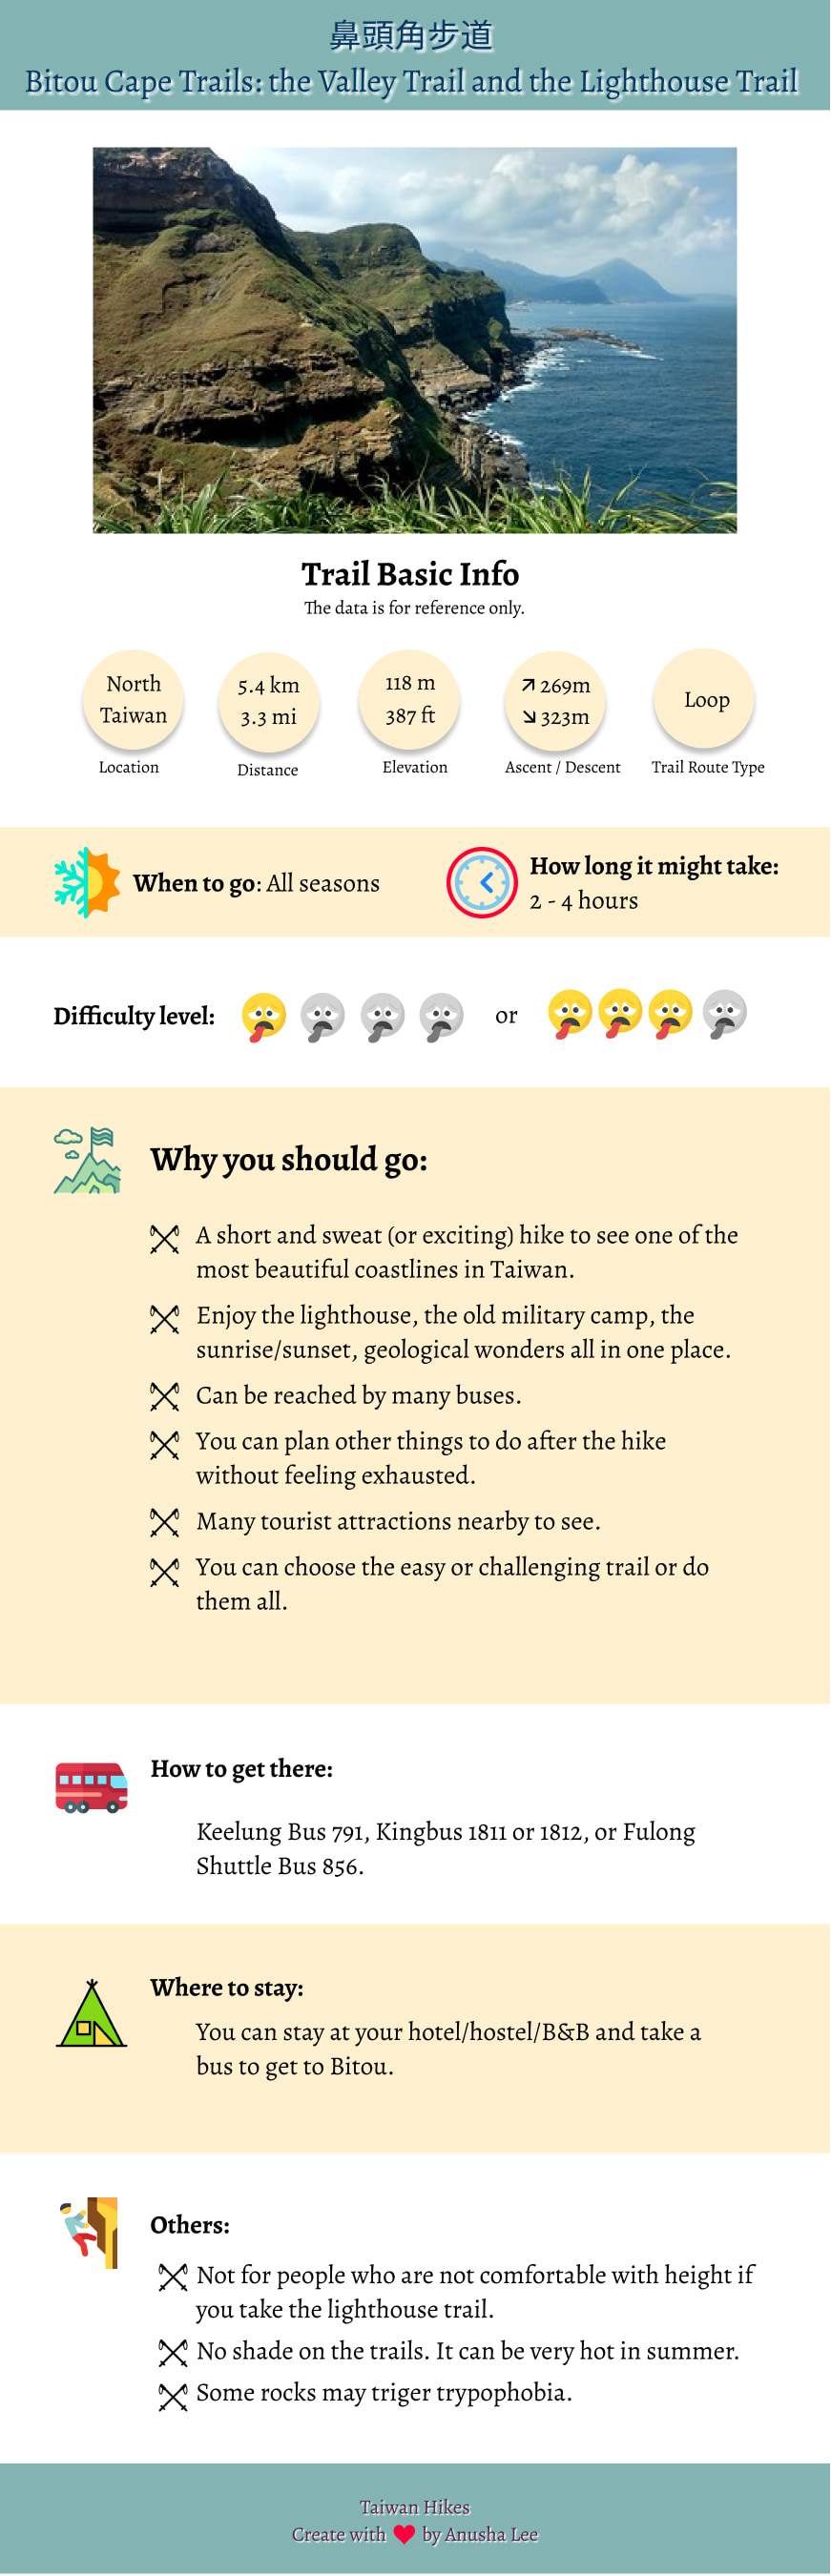 鼻頭角步道
Bitou Cape Trails: the Valley Trail and the Lighthouse Trail
Trail Basic Info
The data is for reference only.
North
Taiwan
Location
5.4 km
3.3 mi
Distance
118 m
387 ft
Elevation
↗ 269m
↘ 323m
Ascent / Descent
Loop
Trail Route Type
When to go: All seasons
How long it might take:
2 - 4 hours
Difficulty level:
or
Why you should go:
A short and sweat (or exciting) hike to see one of the
most beautiful coastlines in Taiwan.
Enjoy the lighthouse, the old military camp, the
sunrise/sunset, geological wonders all in one place.
Can be reached by many buses.
You can plan other things to do after the hike
without feeling exhausted.
Many tourist attractions nearby to see.
You can choose the easy or challenging trail or do
them all.
How to get there:
Keelung Bus 791, Kingbus 1811 or 1812, or Fulong
Shuttle Bus 856.
Where to stay:
You can stay at your hotel/hostel/B&B and take a
bus to get to Bitou.
Others:
Not for people who are not comfortable with height if
you take the lighthouse trail.
No shade on the trails. It can be very hot in summer.
Some rocks may triger trypophobia.
Taiwan Hikes
Create with ❤ by Anusha Lee